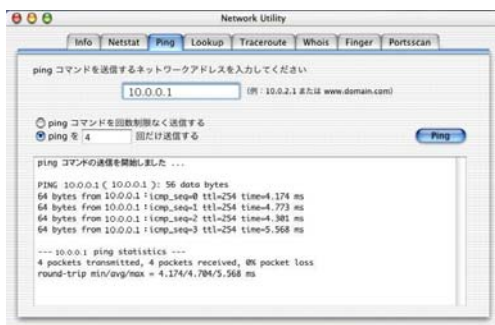 Network Utility
Info Netstat Ping Lookup Traceroute Whois Finger Portsscan
ping コマンドを送信するネットワークアドレスを入力してください
10.0.0.1 (例：10.0.2.1 または www.domain.com)
ping コマンドを回数制限なく送信する
ping を 4 回だけ送信する
Ping
ping コマンドの送信を開始しました ...
PING 10.0.0.1 ( 10.0.0.1 ): 56 data bytes
64 bytes from 10.0.0.1 : icmp_seq=0 ttl=254 time=4.174 ms
64 bytes from 10.0.0.1 : icmp_seq=1 ttl=254 time=4.773 ms
64 bytes from 10.0.0.1 : icmp_seq=2 ttl=254 time=4.301 ms
64 bytes from 10.0.0.1 : icmp_seq=3 ttl=254 time=5.568 ms
--- 10.0.0.1 ping statistics ---
4 packets transmitted, 4 packets received, 0% packet loss
round-trip min/avg/max = 4.174/4.704/5.568 ms